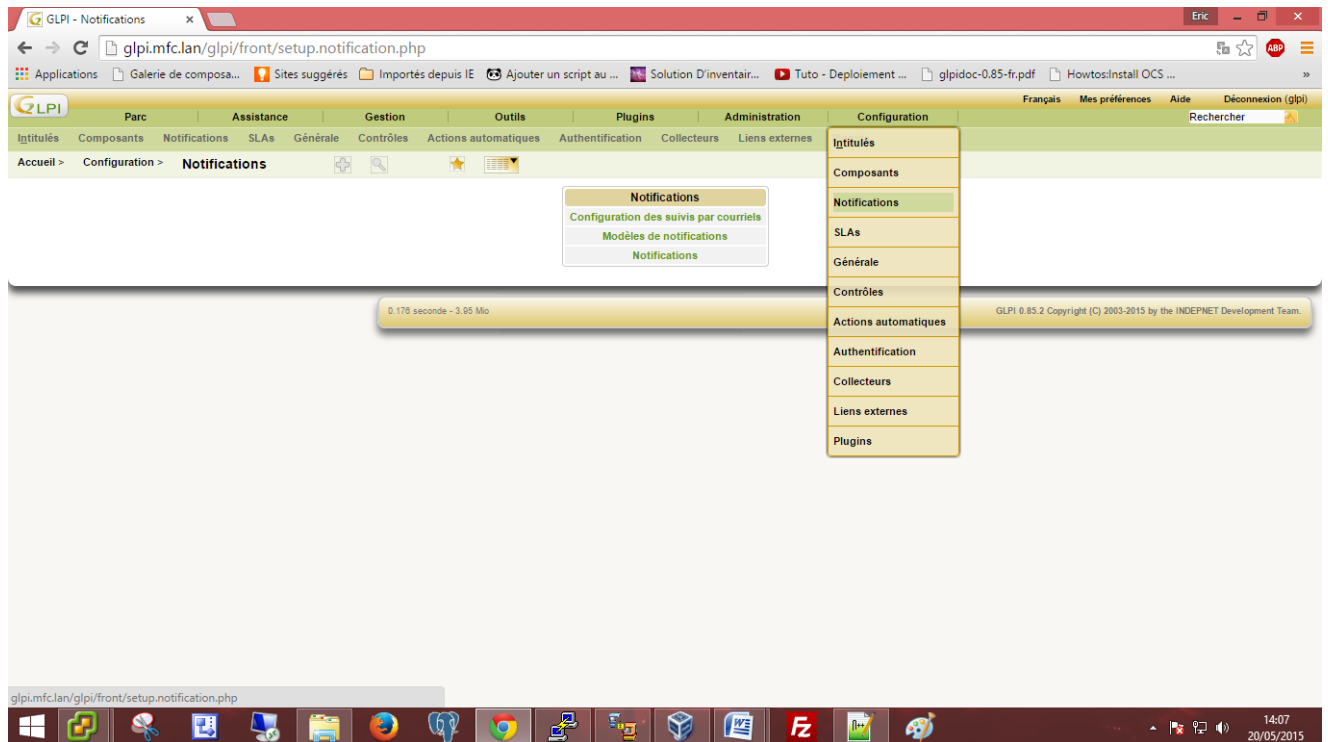 GLPI - Notifications
Eric
glpi.mfc.lan/glpi/front/setup.notification.php
ABP
Applications Galerie de composa... Sites suggérés Importés depuis IE Ajouter un script au ... Solution D'inventair... Tuto - Deploiement ... glpidoc-0.85-fr.pdf Howtos:Install OCS ... »
GLPI
Français Mes préférences Aide Déconnexion (glpi)
Parc Assistance Gestion Outils Plugins Administration Configuration
Rechercher
Intitulés Composants Notifications SLAs Générale Contrôles Actions automatiques Authentification Collecteurs Liens externes
Accueil > Configuration > Notifications
Notifications
Configuration des suivis par courriels
Modèles de notifications
Notifications
Intitulés
Composants
Notifications
SLAs
Générale
Contrôles
Actions automatiques
Authentification
Collecteurs
Liens externes
Plugins
0.176 seconde - 3.95 Mio
GLPI 0.85.2 Copyright (C) 2003-2015 by the INDEPNET Development Team.
glpi.mfc.lan/glpi/front/setup.notification.php
14:07
20/05/2015